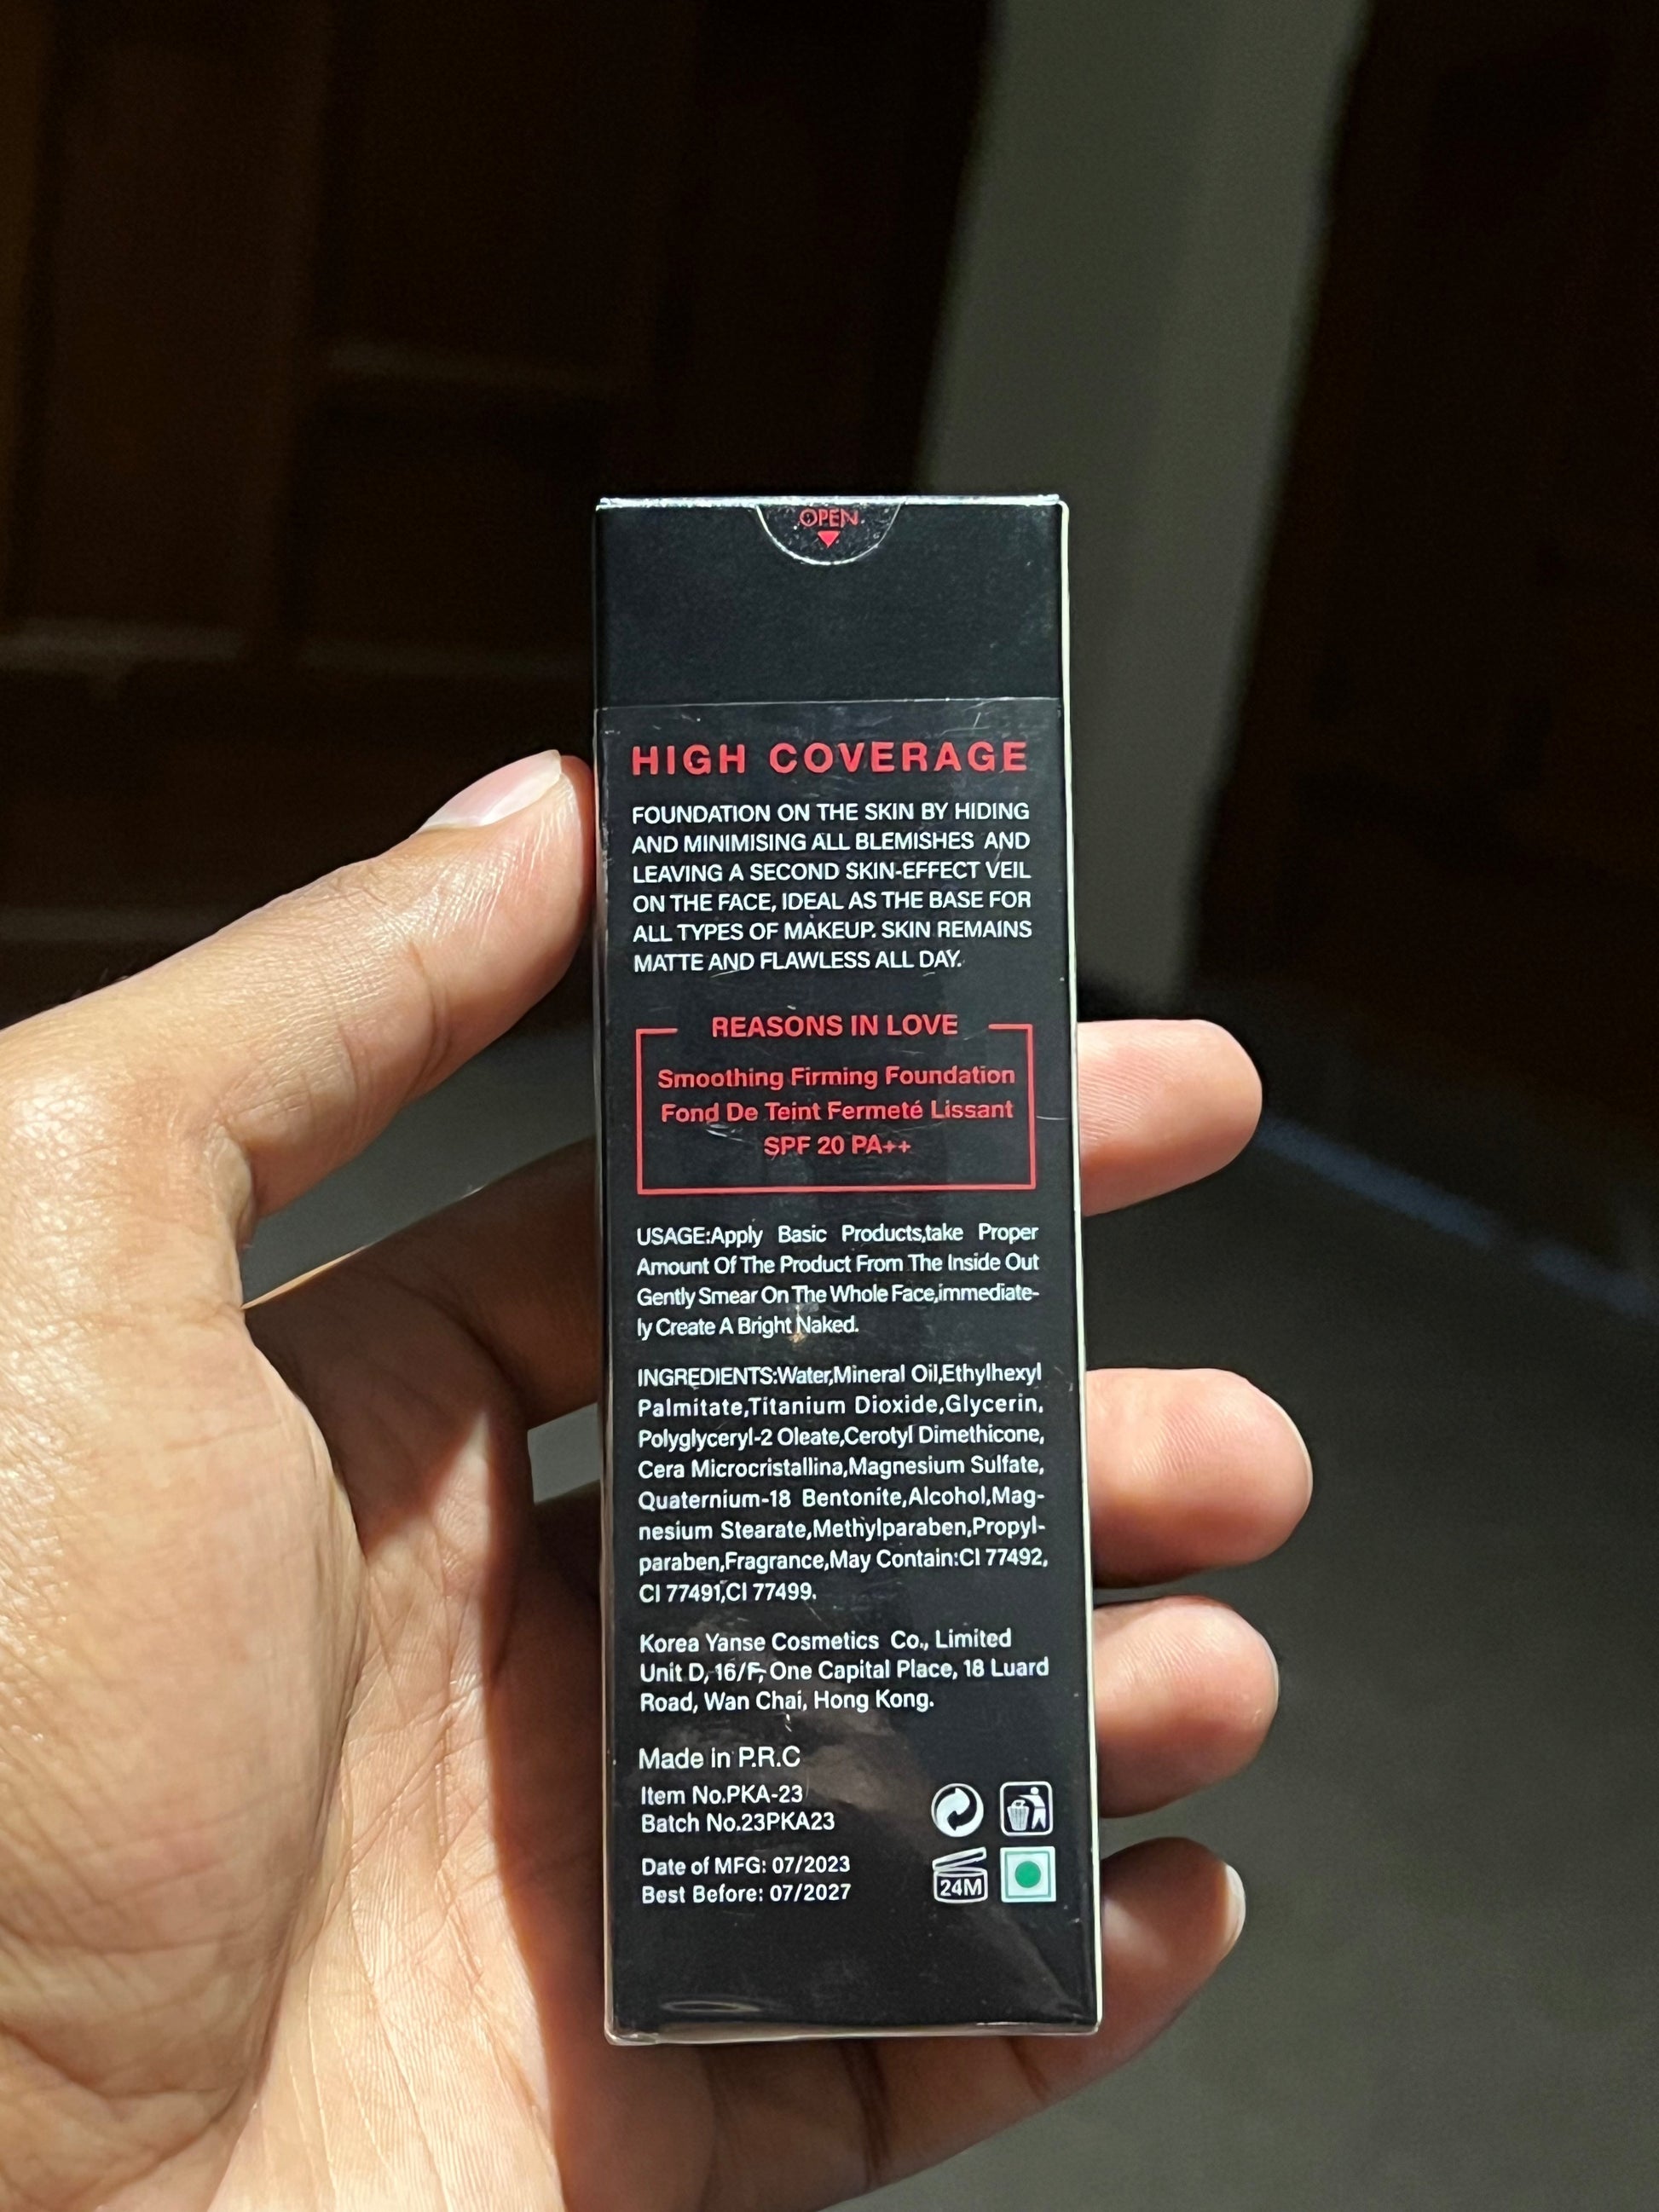 OPEN
HIGH COVERAGE
FOUNDATION ON THE SKIN BY HIDING
AND MINIMISING ALL BLEMISHES AND
LEAVING A SECOND SKIN-EFFECT VEIL
ON THE FACE, IDEAL AS THE BASE FOR
ALL TYPES OF MAKEUP. SKIN REMAINS
MATTE AND FLAWLESS ALL DAY.
REASONS IN LOVE
Smoothing Firming Foundation
Fond De Teint Fermeté Lissant
SPF 20 PA++
USAGE:Apply Basic Products,take Proper
Amount Of The Product From The Inside Out
Gently Smear On The Whole Face,immediate-
ly Create A Bright Naked.
INGREDIENTS:Water,Mineral Oil,Ethylhexyl
Palmitate,Titanium Dioxide,Glycerin,
Polyglyceryl-2 Oleate,Cerotyl Dimethicone,
Cera Microcristallina,Magnesium Sulfate,
Quaternium-18 Bentonite,Alcohol,Mag-
nesium Stearate,Methylparaben,Propyl-
paraben,Fragrance,May Contain:CI 77492,
CI 77491,CI 77499.
Korea Yanse Cosmetics Co., Limited
Unit D, 16/F, One Capital Place, 18 Luard
Road, Wan Chai, Hong Kong.
Made in P.R.C
Item No.PKA-23
Batch No.23PKA23
Date of MFG: 07/2023
Best Before: 07/2027
24M